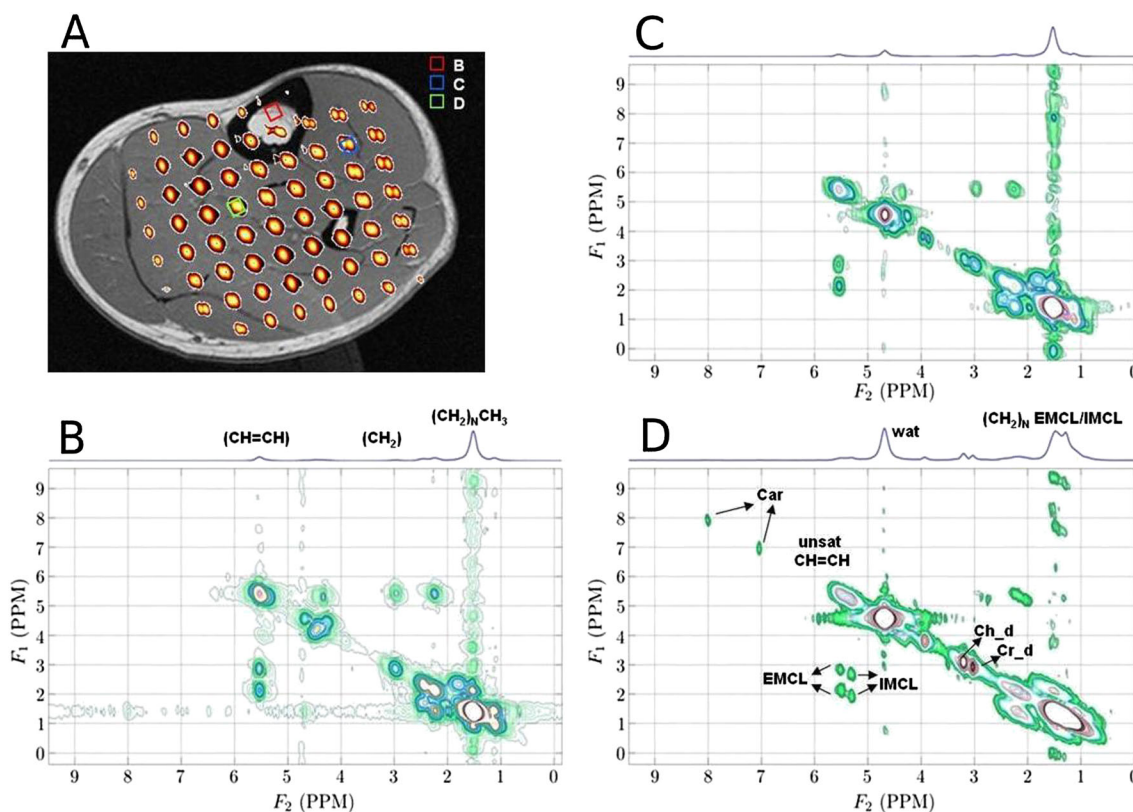 A
B
C
D
C
9
8
7
6
5
4
3
2
1
0
F₁ (PPM)
9 8 7 6 5 4 3 2 1 0
F₂ (PPM)
B
(CH=CH)
(CH₂)
(CH₂)ₙCH₃
9
8
7
6
5
4
3
2
1
0
F₁ (PPM)
9 8 7 6 5 4 3 2 1 0
F₂ (PPM)
D
wat
(CH₂)ₙ EMCL/IMCL
Car
unsat
CH=CH
Ch_d
Cr_d
EMCL
IMCL
9
8
7
6
5
4
3
2
1
0
F₁ (PPM)
9 8 7 6 5 4 3 2 1 0
F₂ (PPM)